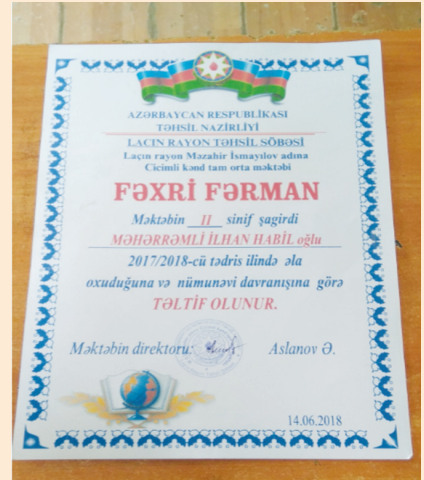 AZƏRBAYCAN RESPUBLİKASI
TƏHSİL NAZİRLİYİ
LAÇIN RAYON TƏHSİL ŞÖBƏSİ
Laçın rayon Məzahir İsmayılov adına
Cicimli kənd tam orta məktəbi
FƏXRİ FƏRMAN
Məktəbin II sinif şagirdi
MƏHƏRRƏMLİ İLHAN HABİL oğlu
2017/2018-cü tədris ilində əla
oxuduğuna və nümunəvi davranışına görə
TƏLTİF OLUNUR.
Məktəbin direktoru: Aslanov Ə.
14.06.2018